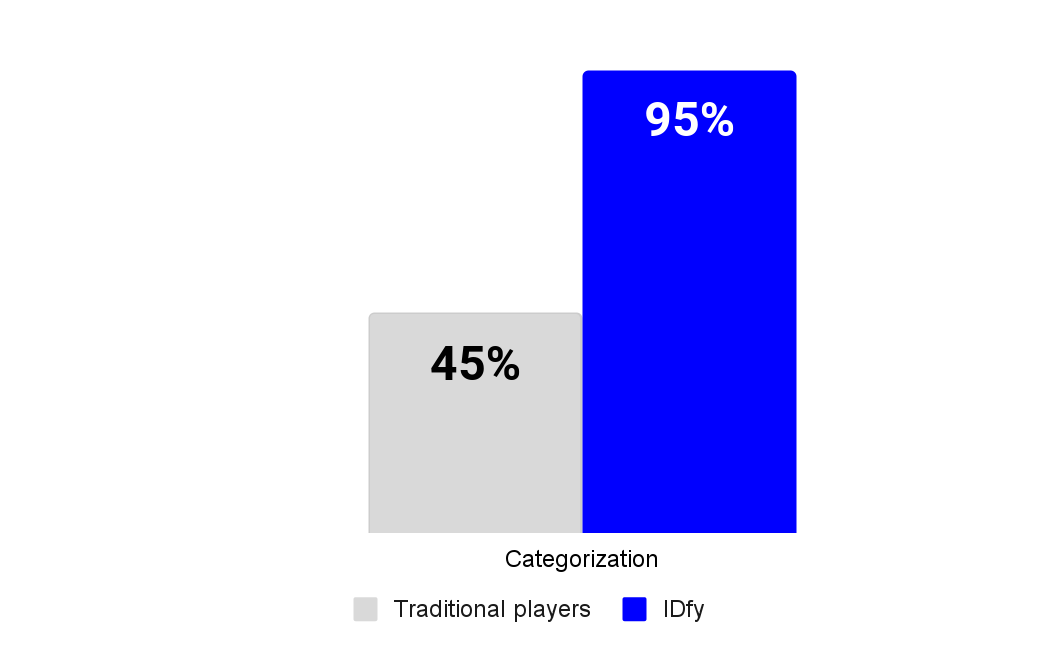 95%
45%
Categorization
Traditional players IDfy